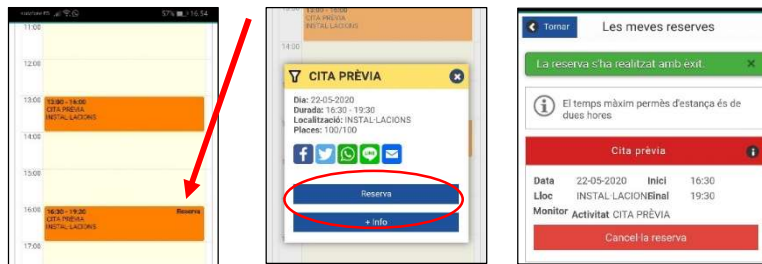 57% 16:54
11:00
12:00
13:00
13:00 - 16:00
CITA PRÈVIA
INSTAL·LACIONS
14:00
15:00
16:00
16:30 - 19:30
Reserva
CITA PRÈVIA
INSTAL·LACIONS
17:00
CITA PRÈVIA
INSTAL·LACIONS
14:00
CITA PRÈVIA
Dia: 22-05-2020
Durada: 16:30 - 19:30
Localització: INSTAL·LACIONS
Places: 100/100
Reserva
+ Info
Tornar
Les meves reserves
La reserva s'ha realitzat amb èxit.
El temps màxim permès d'estança és de
dues hores
Cita prèvia
Data 22-05-2020 Inici 16:30
Lloc INSTAL·LACIONS Final 19:30
Monitor Activitat CITA PRÈVIA
Cancel·la reserva